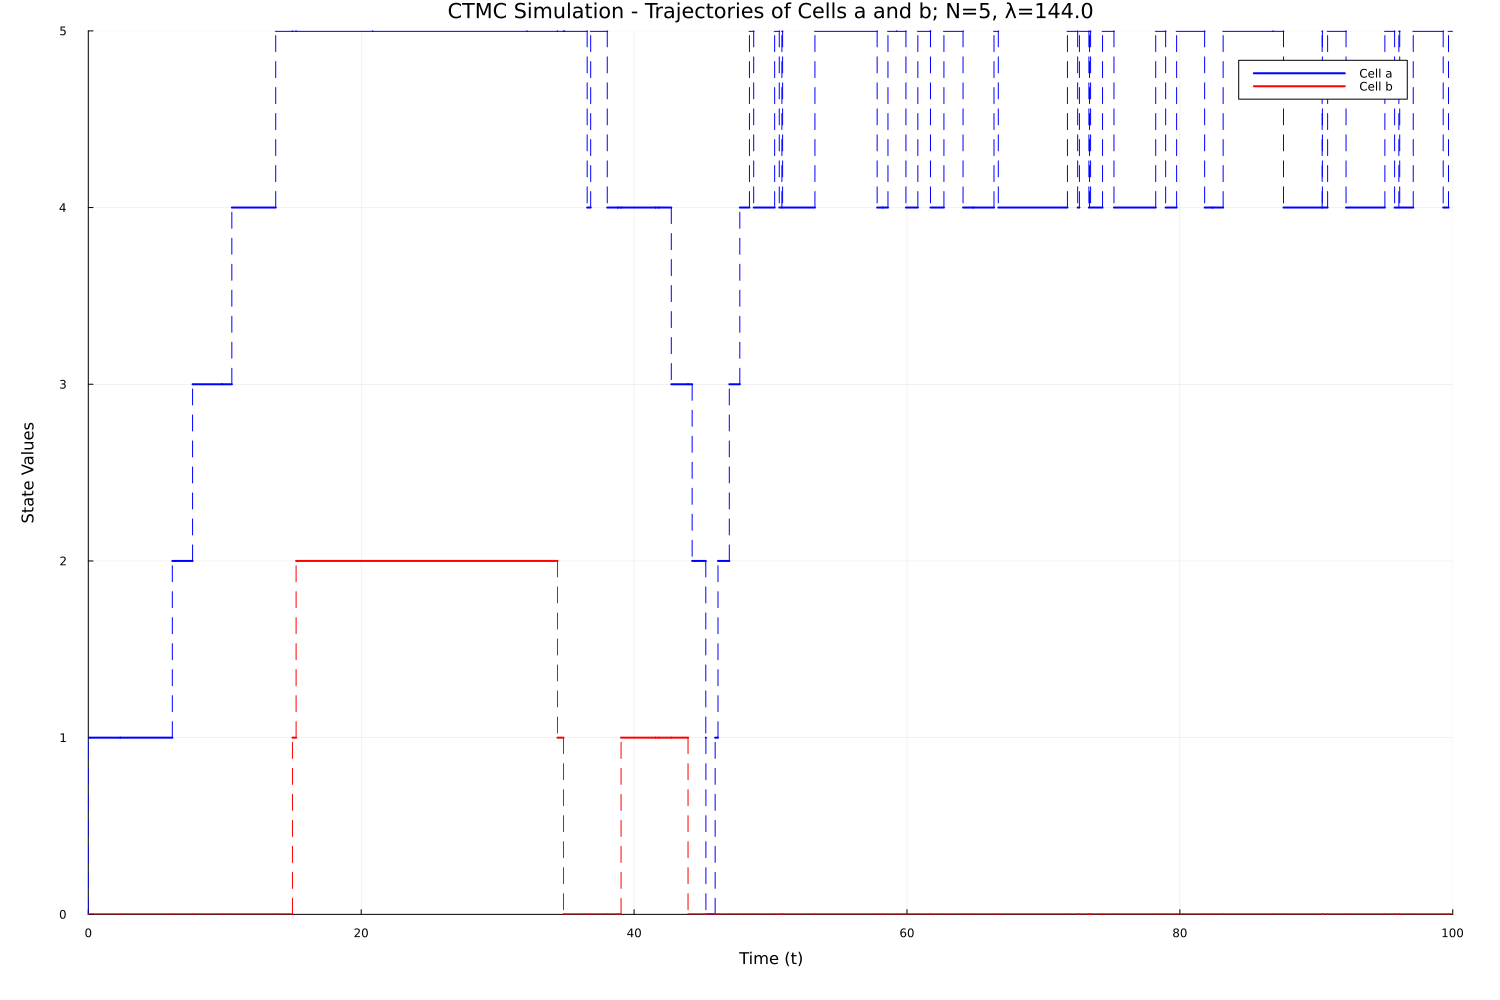 CTMC Simulation - Trajectories of Cells a and b; N=5, λ=144.0
5
Cell a
Cell b
4
3
State Values
2
1
0
0 20 40 60 80 100
Time (t)